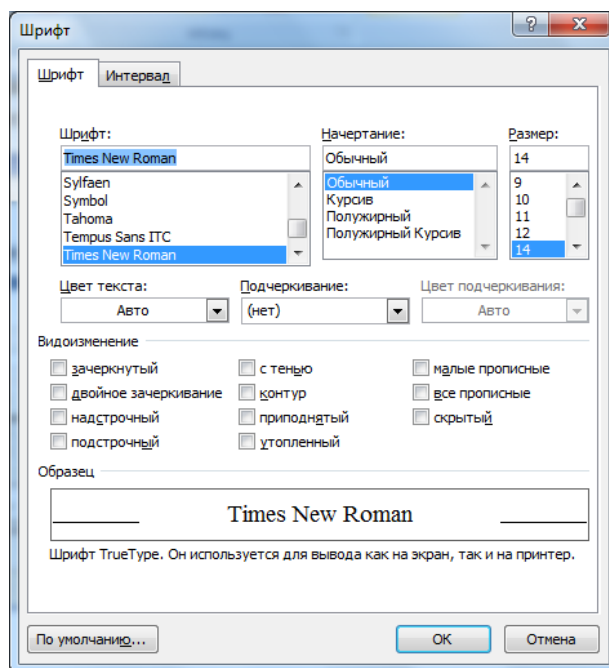 Шрифт
Шрифт Интервал
Шрифт: Начертание: Размер:
Times New Roman Обычный 14
Sylfaen Обычный 9
Symbol Курсив 10
Tahoma Полужирный 11
Tempus Sans ITC Полужирный Курсив 12
Times New Roman 14
Цвет текста: Подчеркивание: Цвет подчеркивания:
Авто (нет) Авто
Видоизменение
зачеркнутый с тенью малые прописные
двойное зачеркивание контур все прописные
надстрочный приподнятый скрытый
подстрочный утопленный
Образец
Times New Roman
Шрифт TrueType. Он используется для вывода как на экран, так и на принтер.
По умолчанию... ОК Отмена